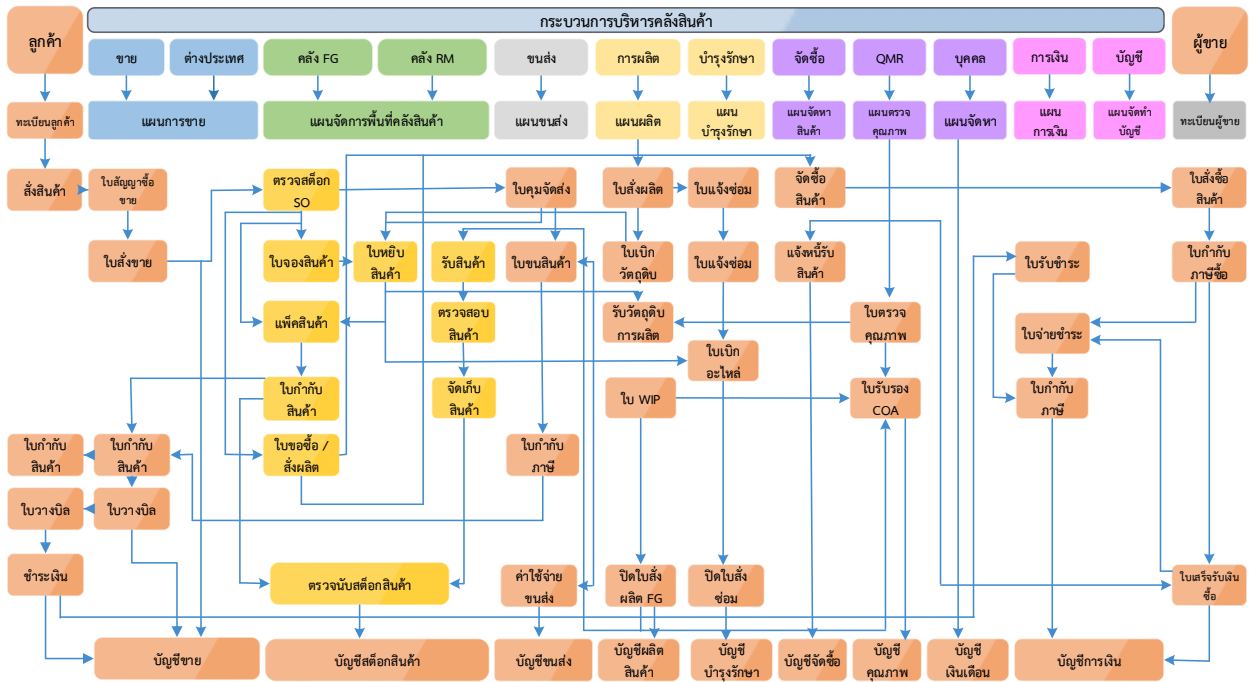 กระบวนการบริหารคลังสินค้า
ลูกค้า
ผู้ขาย
ขาย
ต่างประเทศ
คลัง FG
คลัง RM
ขนส่ง
การผลิต
บำรุงรักษา
จัดซื้อ
QMR
บุคคล
การเงิน
บัญชี
ทะเบียนลูกค้า
แผนการขาย
แผนจัดการพื้นที่คลังสินค้า
แผนขนส่ง
แผนผลิต
แผน
บำรุงรักษา
แผนจัดหา
สินค้า
แผนตรวจ
คุณภาพ
แผนจัดหา
แผน
การเงิน
แผนจัดทำ
บัญชี
ทะเบียนผู้ขาย
สั่งสินค้า
ใบสัญญาซื้อ
ขาย
ตรวจสต็อก
SO
ใบคุมจัดส่ง
ใบสั่งผลิต
ใบแจ้งซ่อม
จัดซื้อ
สินค้า
ใบสั่งซื้อ
สินค้า
ใบสั่งขาย
ใบจองสินค้า
ใบหยิบ
สินค้า
รับสินค้า
ใบขนสินค้า
ใบเบิก
วัตถุดิบ
ใบแจ้งซ่อม
แจ้งหนี้รับ
สินค้า
ใบรับชำระ
ใบกำกับ
ภาษีซื้อ
แพ็คสินค้า
ตรวจสอบ
สินค้า
รับวัตถุดิบ
การผลิต
ใบตรวจ
คุณภาพ
ใบจ่ายชำระ
ใบเบิก
อะไหล่
ใบกำกับ
สินค้า
จัดเก็บ
สินค้า
ใบ WIP
ใบรับรอง
COA
ใบกำกับ
ภาษี
ใบกำกับ
สินค้า
ใบกำกับ
สินค้า
ใบขอซื้อ /
สั่งผลิต
ใบกำกับ
ภาษี
ใบวางบิล
ใบวางบิล
ชำระเงิน
ตรวจนับสต็อกสินค้า
ค่าใช้จ่าย
ขนส่ง
ปิดใบสั่ง
ผลิต FG
ปิดใบสั่ง
ซ่อม
ใบเสร็จรับเงิน
ซื้อ
บัญชีขาย
บัญชีสต็อกสินค้า
บัญชีขนส่ง
บัญชีผลิต
สินค้า
บัญชี
บำรุงรักษา
บัญชีจัดซื้อ
บัญชี
คุณภาพ
บัญชี
เงินเดือน
บัญชีการเงิน